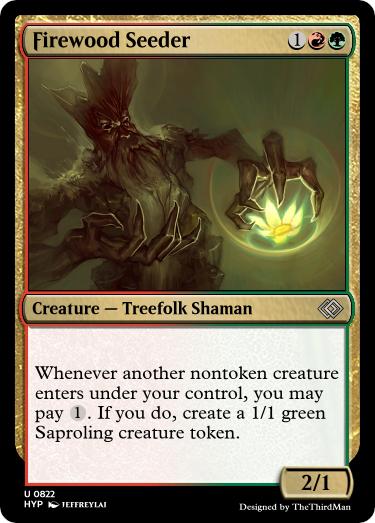 Firewood Seeder 1
Creature — Treefolk Shaman
Whenever another nontoken creature
enters under your control, you may
pay 1. If you do, create a 1/1 green
Saproling creature token.
2/1
U 0822
HYP JEFFREYLAI
Designed by TheThirdMan